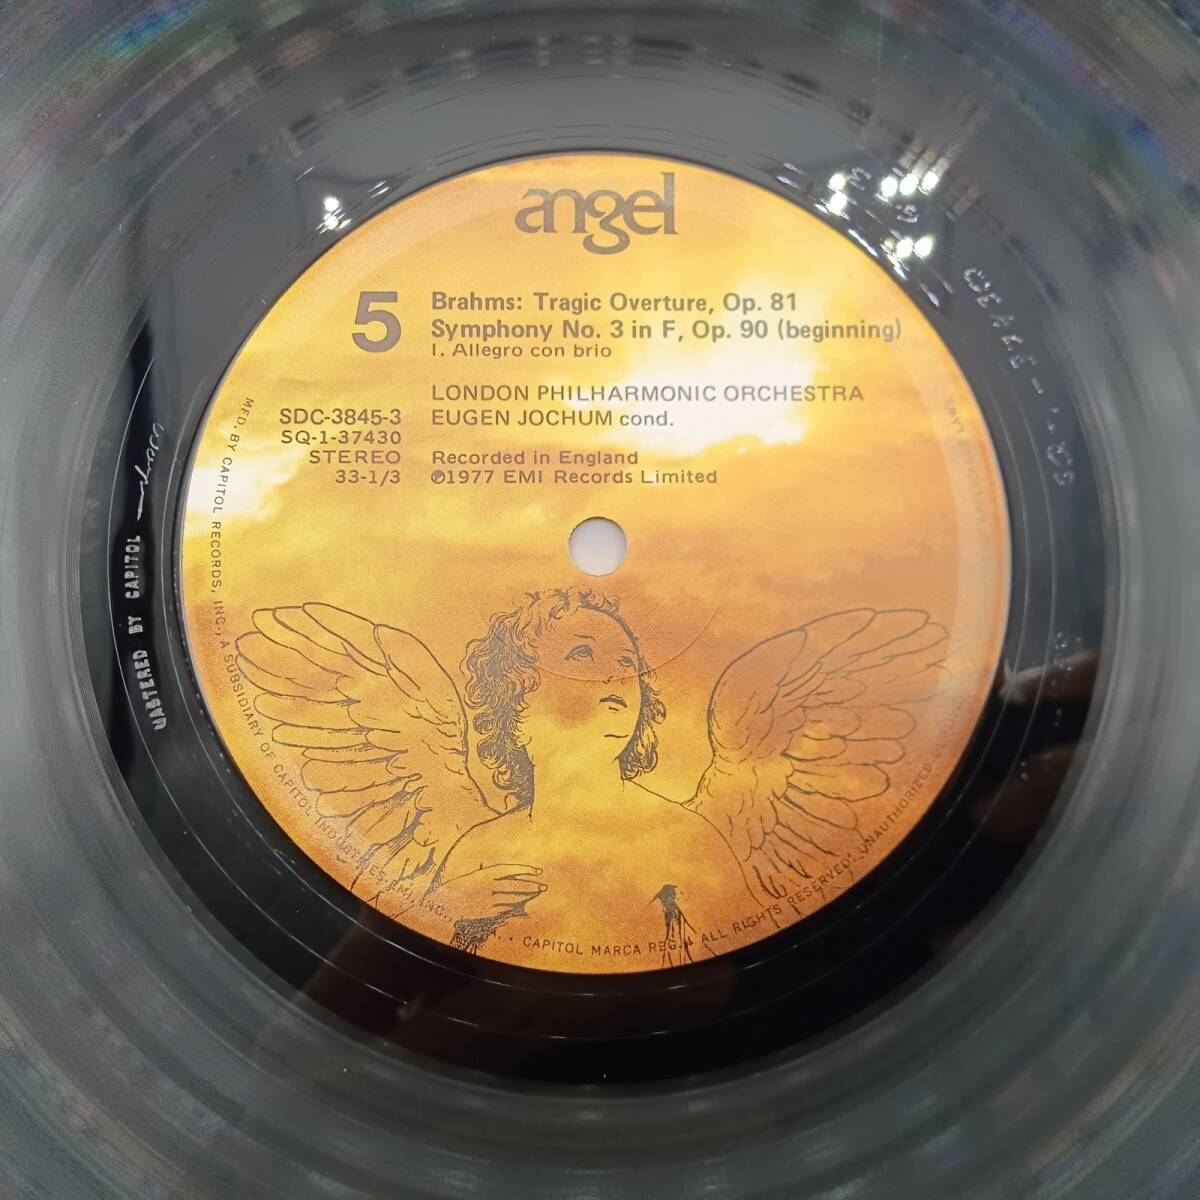 angel
5
Brahms: Tragic Overture, Op. 81
Symphony No. 3 in F, Op. 90 (beginning)
I. Allegro con brio
LONDON PHILHARMONIC ORCHESTRA
SDC-3845-3 EUGEN JOCHUM cond.
SQ-1-37430
STEREO Recorded in England
33-1/3 ℗1977 EMI Records Limited
MFD. BY CAPITOL RECORDS, INC., A SUBSIDIARY OF CAPITOL INDUSTRIES-EMI, INC., • CAPITOL MARCA REG. • ALL RIGHTS RESERVED. UNAUTHORIZED LAWS
MASTERED BY CAPITOL